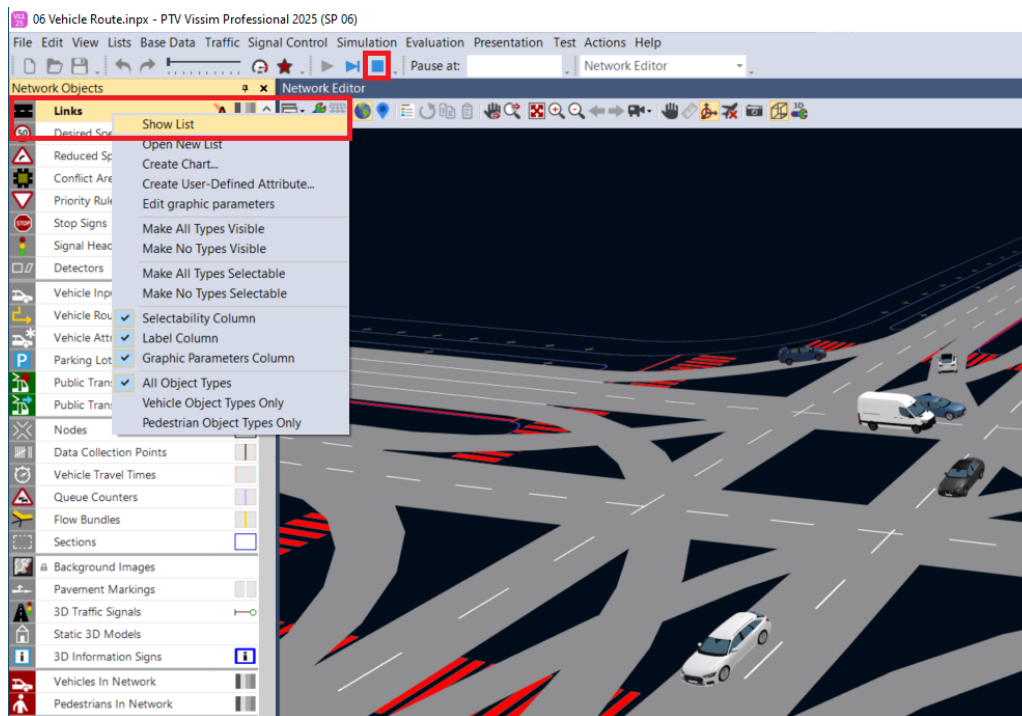 06 Vehicle Route.inpx - PTV Vissim Professional 2025 (SP 06)
File Edit View Lists Base Data Traffic Signal Control Simulation Evaluation Presentation Test Actions Help
Pause at: Network Editor
Network Objects Network Editor
Links
Show List
Desired Spe
Open New List
Reduced Sp
Create Chart...
Conflict Are
Create User-Defined Attribute...
Priority Rule
Edit graphic parameters
Stop Signs
Make All Types Visible
Signal Head
Make No Types Visible
Detectors
Make All Types Selectable
Vehicle Inpu
Make No Types Selectable
Vehicle Rou
Selectability Column
Vehicle Attr
Label Column
Parking Lot
Graphic Parameters Column
Public Trans
All Object Types
Public Trans
Vehicle Object Types Only
Pedestrian Object Types Only
Nodes
Data Collection Points
Vehicle Travel Times
Queue Counters
Flow Bundles
Sections
Background Images
Pavement Markings
3D Traffic Signals
Static 3D Models
3D Information Signs
Vehicles In Network
Pedestrians In Network